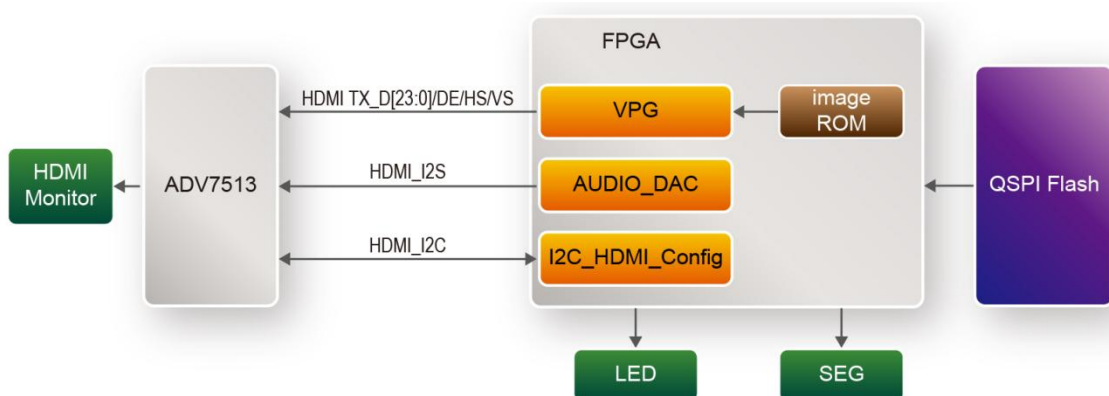 FPGA
HDMI TX_D[23:0]/DE/HS/VS
VPG
image
ROM
HDMI
Monitor
ADV7513
HDMI_I2S
AUDIO_DAC
QSPI Flash
HDMI_I2C
I2C_HDMI_Config
LED
SEG